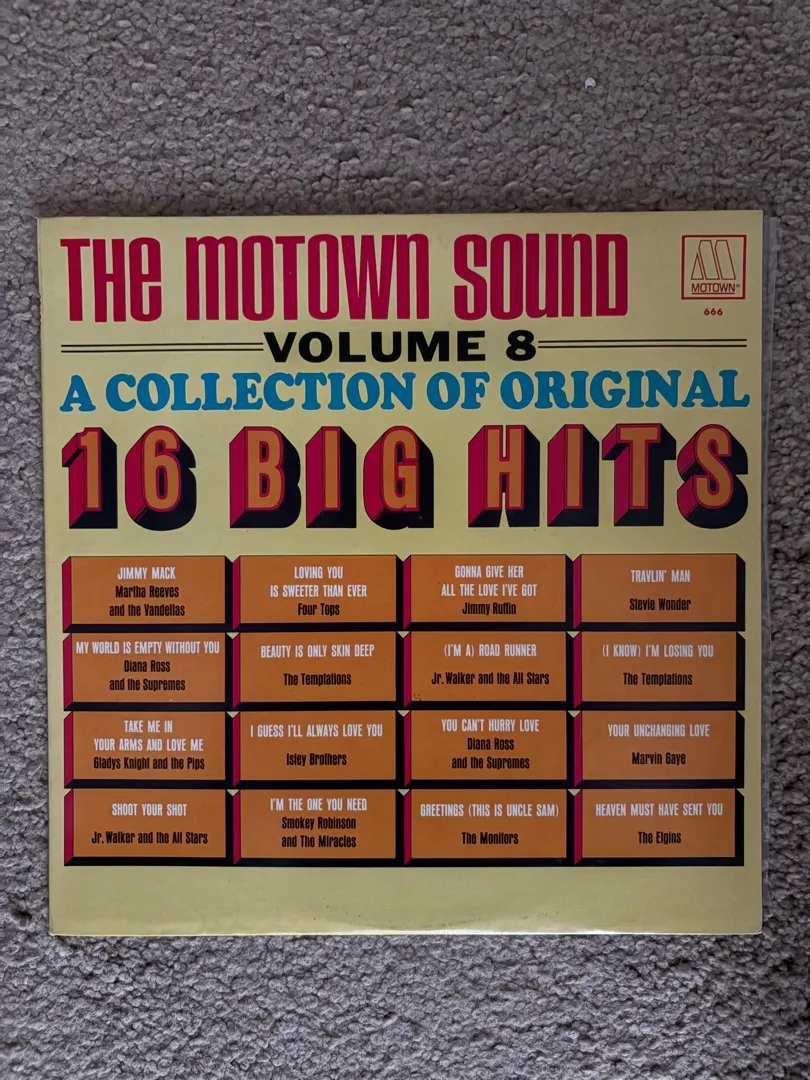 THE MOTOWN SOUND
MOTOWN®
666
VOLUME 8
A COLLECTION OF ORIGINAL
16 BIG HITS
JIMMY MACK
Martha Reeves
and the Vandellas
LOVING YOU
IS SWEETER THAN EVER
Four Tops
GONNA GIVE HER
ALL THE LOVE I'VE GOT
Jimmy Ruffin
TRAVLIN' MAN
Stevie Wonder
MY WORLD IS EMPTY WITHOUT YOU
Diana Ross
and the Supremes
BEAUTY IS ONLY SKIN DEEP
The Temptations
(I'M A) ROAD RUNNER
Jr. Walker and the All Stars
(I KNOW) I'M LOSING YOU
The Temptations
TAKE ME IN
YOUR ARMS AND LOVE ME
Gladys Knight and the Pips
I GUESS I'LL ALWAYS LOVE YOU
Isley Brothers
YOU CAN'T HURRY LOVE
Diana Ross
and the Supremes
YOUR UNCHANGING LOVE
Marvin Gaye
SHOOT YOUR SHOT
Jr. Walker and the All Stars
I'M THE ONE YOU NEED
Smokey Robinson
and The Miracles
GREETINGS (THIS IS UNCLE SAM)
The Monitors
HEAVEN MUST HAVE SENT YOU
The Elgins